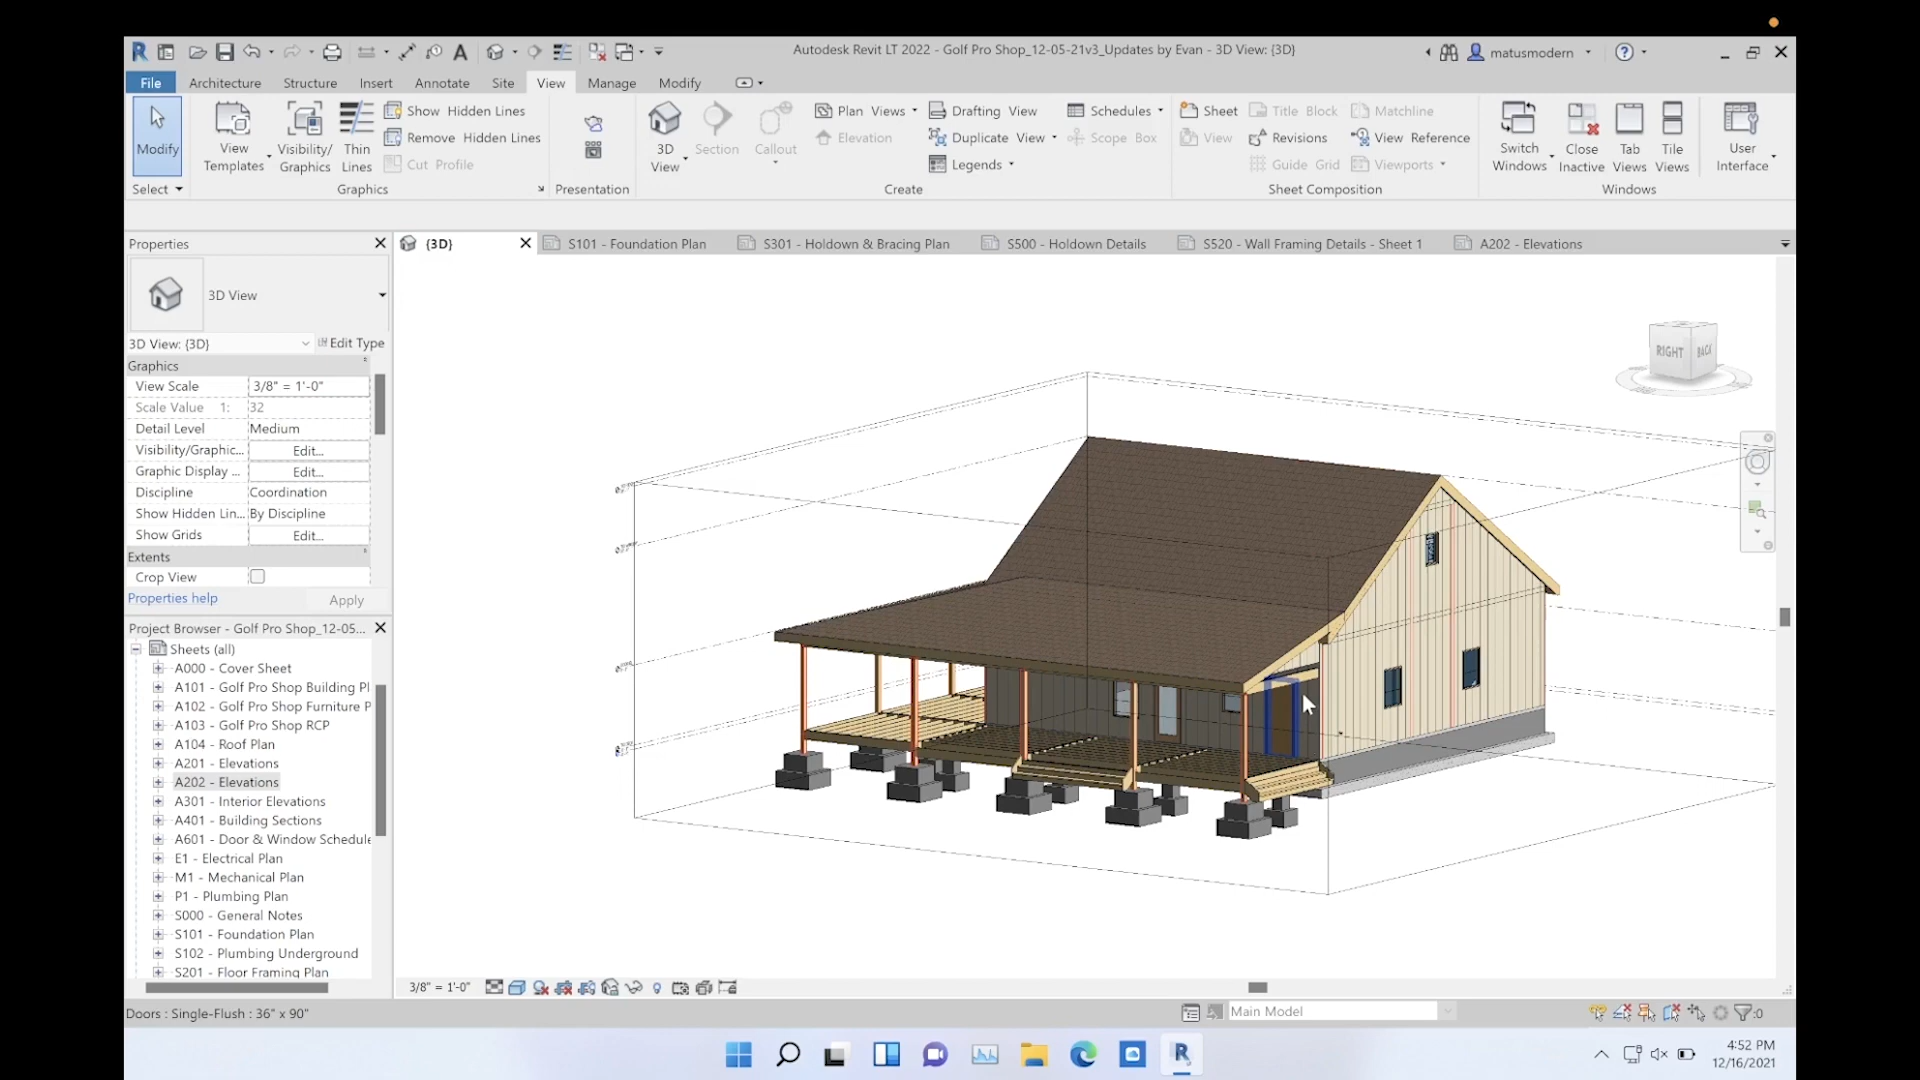 Autodesk Revit LT 2022 - Golf Pro Shop_12-05-21v3_Updates by Evan - 3D View: {3D}
matusmodern
File
Architecture
Structure
Insert
Annotate
Site
View
Manage
Modify
Modify
View Templates
Visibility/ Graphics
Thin Lines
Show Hidden Lines
Remove Hidden Lines
Cut Profile
3D View
Section
Callout
Plan Views
Elevation
Drafting View
Duplicate View
Legends
Schedules
Scope Box
Sheet
View
Title Block
Revisions
Guide Grid
Matchline
View Reference
Viewports
Switch Windows
Close Inactive
Tab Views
Tile Views
User Interface
Select
Graphics
Presentation
Create
Sheet Composition
Windows
Properties
{3D}
S101 - Foundation Plan
S301 - Holdown & Bracing Plan
S500 - Holdown Details
S520 - Wall Framing Details - Sheet 1
A202 - Elevations
3D View
3D View: {3D}
Edit Type
Graphics
View Scale 3/8" = 1'-0"
Scale Value 1: 32
Detail Level Medium
Visibility/Graphic... Edit...
Graphic Display ... Edit...
Discipline Coordination
Show Hidden Lin... By Discipline
Show Grids Edit...
Extents
Crop View
Properties help
Apply
RIGHT
BACK
Project Browser - Golf Pro Shop_12-05...
Sheets (all)
A000 - Cover Sheet
A101 - Golf Pro Shop Building Pl
A102 - Golf Pro Shop Furniture P
A103 - Golf Pro Shop RCP
A104 - Roof Plan
A201 - Elevations
A202 - Elevations
A301 - Interior Elevations
A401 - Building Sections
A601 - Door & Window Schedule
E1 - Electrical Plan
M1 - Mechanical Plan
P1 - Plumbing Plan
S000 - General Notes
S101 - Foundation Plan
S102 - Plumbing Underground
S201 - Floor Framing Plan
3/8" = 1'-0"
Doors : Single-Flush : 36" x 90"
Main Model
:0
4:52 PM
12/16/2021